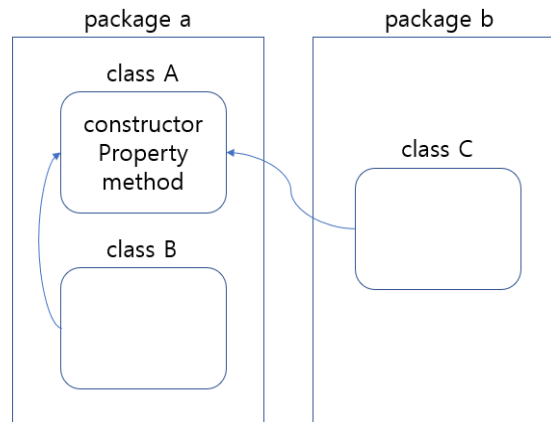 package a
package b
class A
constructor
Property
method
class C
class B